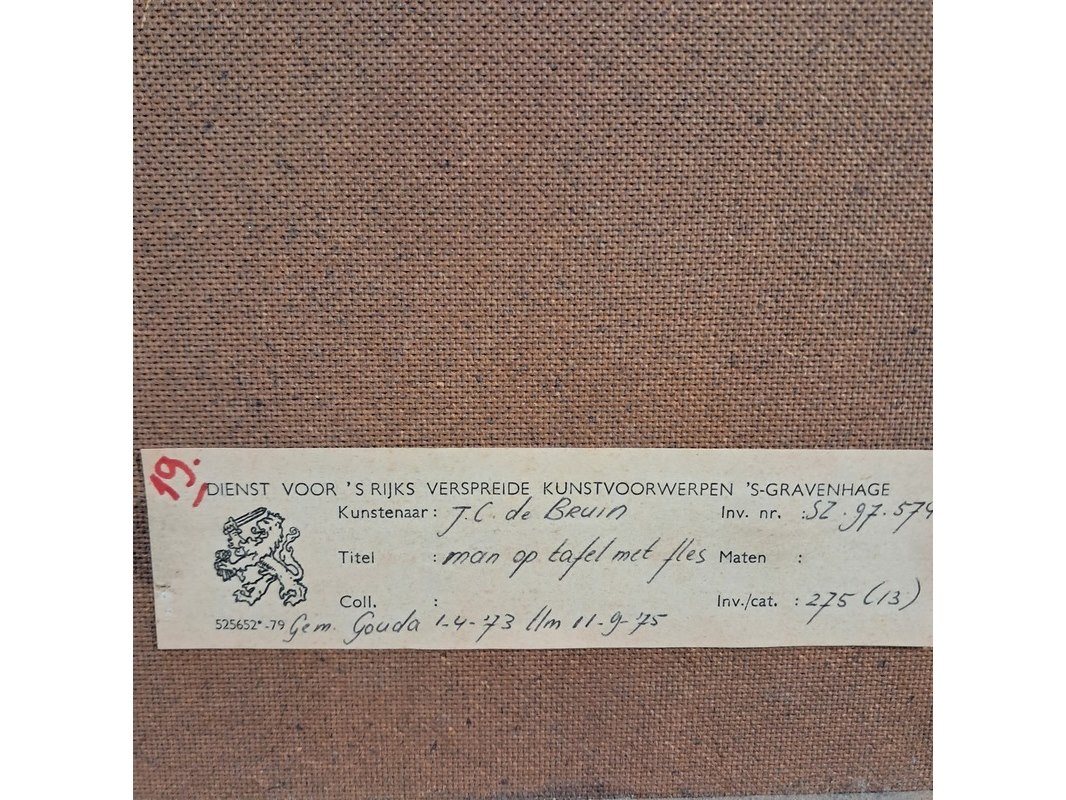 19.
DIENST VOOR 'S RIJKS VERSPREIDE KUNSTVOORWERPEN 'S-GRAVENHAGE
Kunstenaar : J.C. de Bruin Inv. nr. : SZ.97.574
Titel : man op tafel met fles Maten :
Coll. : Inv./cat. : 275 (13)
525652*-79 Gem. Gouda 1-4-'73 t/m 11-9-'75